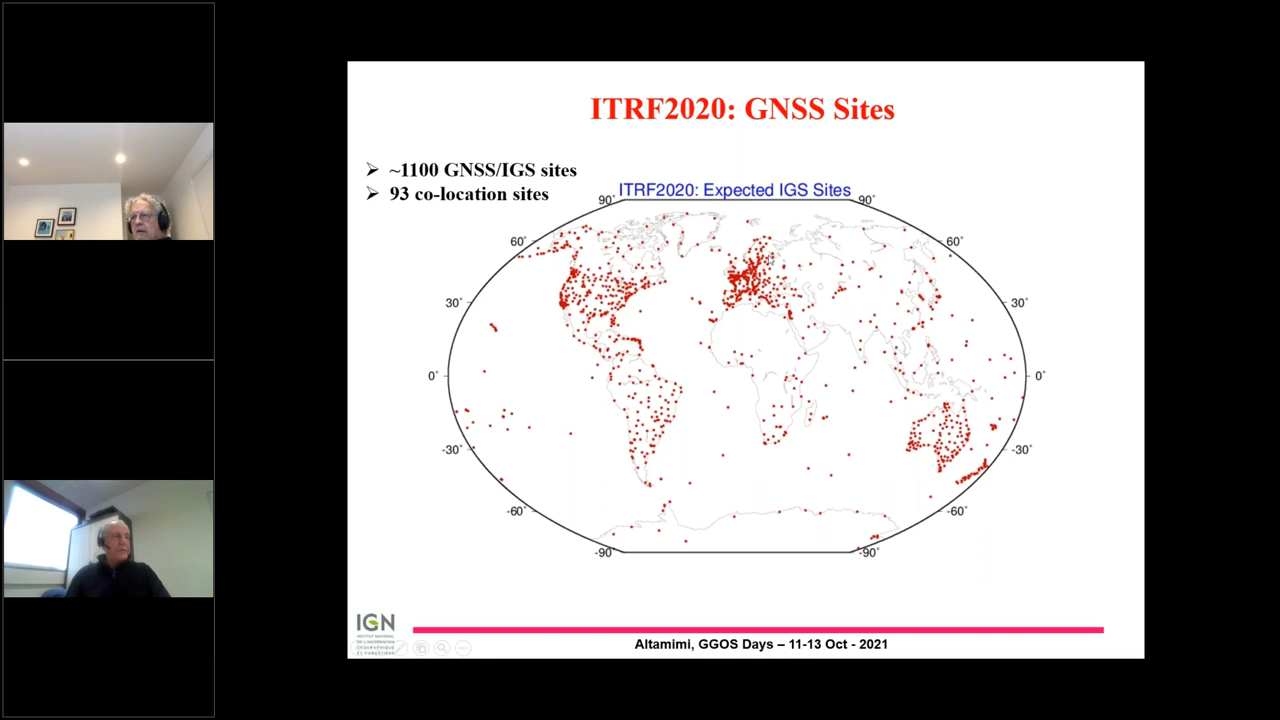 ITRF2020: GNSS Sites
➢ ~1100 GNSS/IGS sites
➢ 93 co-location sites
ITRF2020: Expected IGS Sites
90˚ 90˚
60˚ 60˚
30˚ 30˚
0˚ 0˚
-30˚ -30˚
-60˚ -60˚
-90˚ -90˚
IGN
INSTITUT NATIONAL
DE L'INFORMATION
GÉOGRAPHIQUE
ET FORESTIÈRE
Altamimi, GGOS Days – 11-13 Oct - 2021